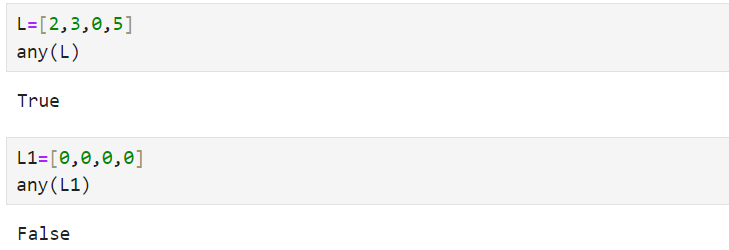 L=[2,3,0,5]
any(L)
True
L1=[0,0,0,0]
any(L1)
False